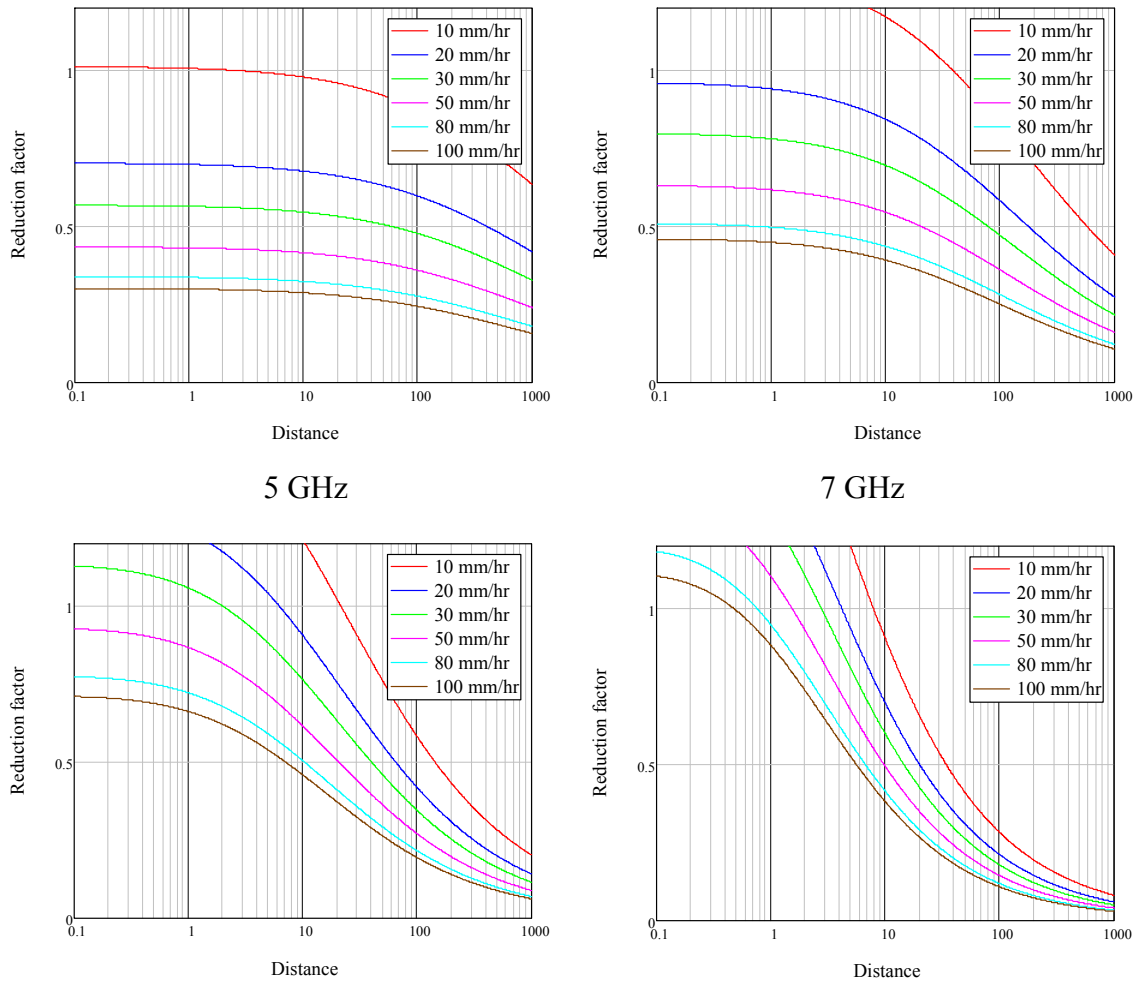 10 mm/hr
20 mm/hr
30 mm/hr
50 mm/hr
80 mm/hr
100 mm/hr
1
0.5
0
0.1
1
10
100
1000
Reduction factor
Distance
10 mm/hr
20 mm/hr
30 mm/hr
50 mm/hr
80 mm/hr
100 mm/hr
1
0.5
0
0.1
1
10
100
1000
Reduction factor
Distance
5 GHz
7 GHz
10 mm/hr
20 mm/hr
30 mm/hr
50 mm/hr
80 mm/hr
100 mm/hr
1
0.5
0
0.1
1
10
100
1000
Reduction factor
Distance
10 mm/hr
20 mm/hr
30 mm/hr
50 mm/hr
80 mm/hr
100 mm/hr
1
0.5
0
0.1
1
10
100
1000
Reduction factor
Distance